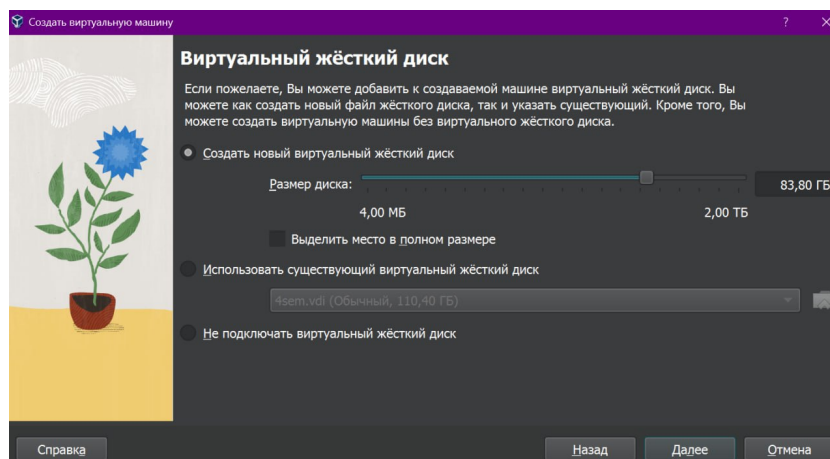 Создать виртуальную машину
Виртуальный жёсткий диск
Если пожелаете, Вы можете добавить к создаваемой машине виртуальный жёсткий диск. Вы
можете как создать новый файл жёсткого диска, так и указать существующий. Кроме того, Вы
можете создать виртуальную машины без виртуального жёсткого диска.
Создать новый виртуальный жёсткий диск
Размер диска: 83,80 ГБ
4,00 МБ 2,00 ТБ
Выделить место в полном размере
Использовать существующий виртуальный жёсткий диск
4sem.vdi (Обычный, 110,40 ГБ)
Не подключать виртуальный жёсткий диск
Справка Назад Далее Отмена